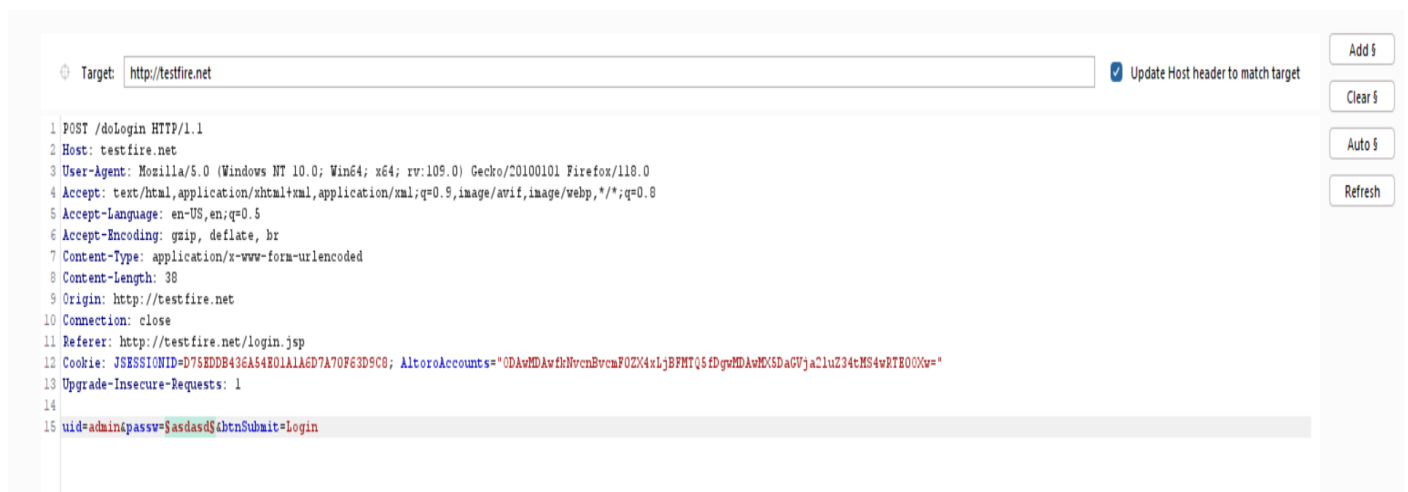 Add §
Target: http://testfire.net
Update Host header to match target
Clear §
Auto §
Refresh
1 POST /doLogin HTTP/1.1
2 Host: testfire.net
3 User-Agent: Mozilla/5.0 (Windows NT 10.0; Win64; x64; rv:109.0) Gecko/20100101 Firefox/118.0
4 Accept: text/html,application/xhtml+xml,application/xml;q=0.9,image/avif,image/webp,*/*;q=0.8
5 Accept-Language: en-US,en;q=0.5
6 Accept-Encoding: gzip, deflate, br
7 Content-Type: application/x-www-form-urlencoded
8 Content-Length: 38
9 Origin: http://testfire.net
10 Connection: close
11 Referer: http://testfire.net/login.jsp
12 Cookie: JSESSIONID=D75EDDB436A54E01A1A6D7A70F63D9C8; AltoroAccounts="ODAwMDAwfkNvcnBvcmF0ZX4xLjBFMTQ5fDgwMDAwMX5DaGVja2luZ34tMS4wRTE0OXw="
13 Upgrade-Insecure-Requests: 1
14
15 uid=admin&passw=§asdasd§&btnSubmit=Login